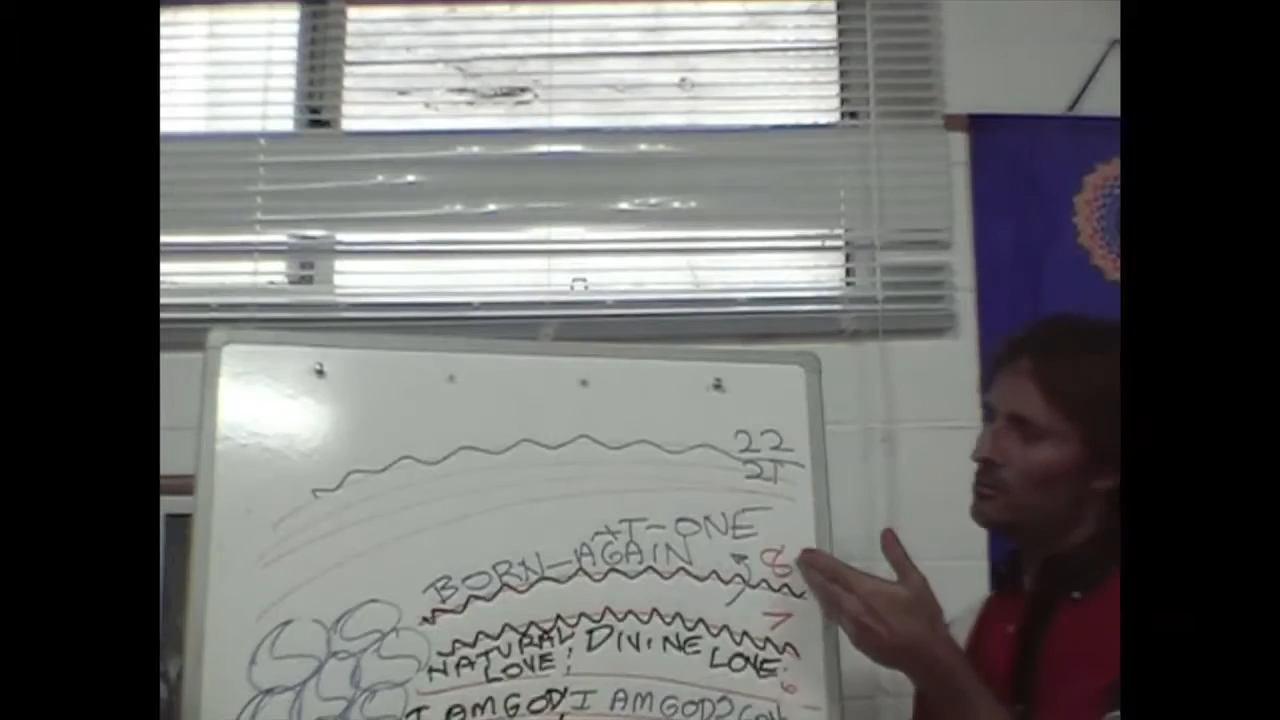 22
21
AT-ONE
BORN-AGAIN 8
7
NATURAL DIVINE
LOVE; LOVE
6
I AM GOD' I AM GOD?